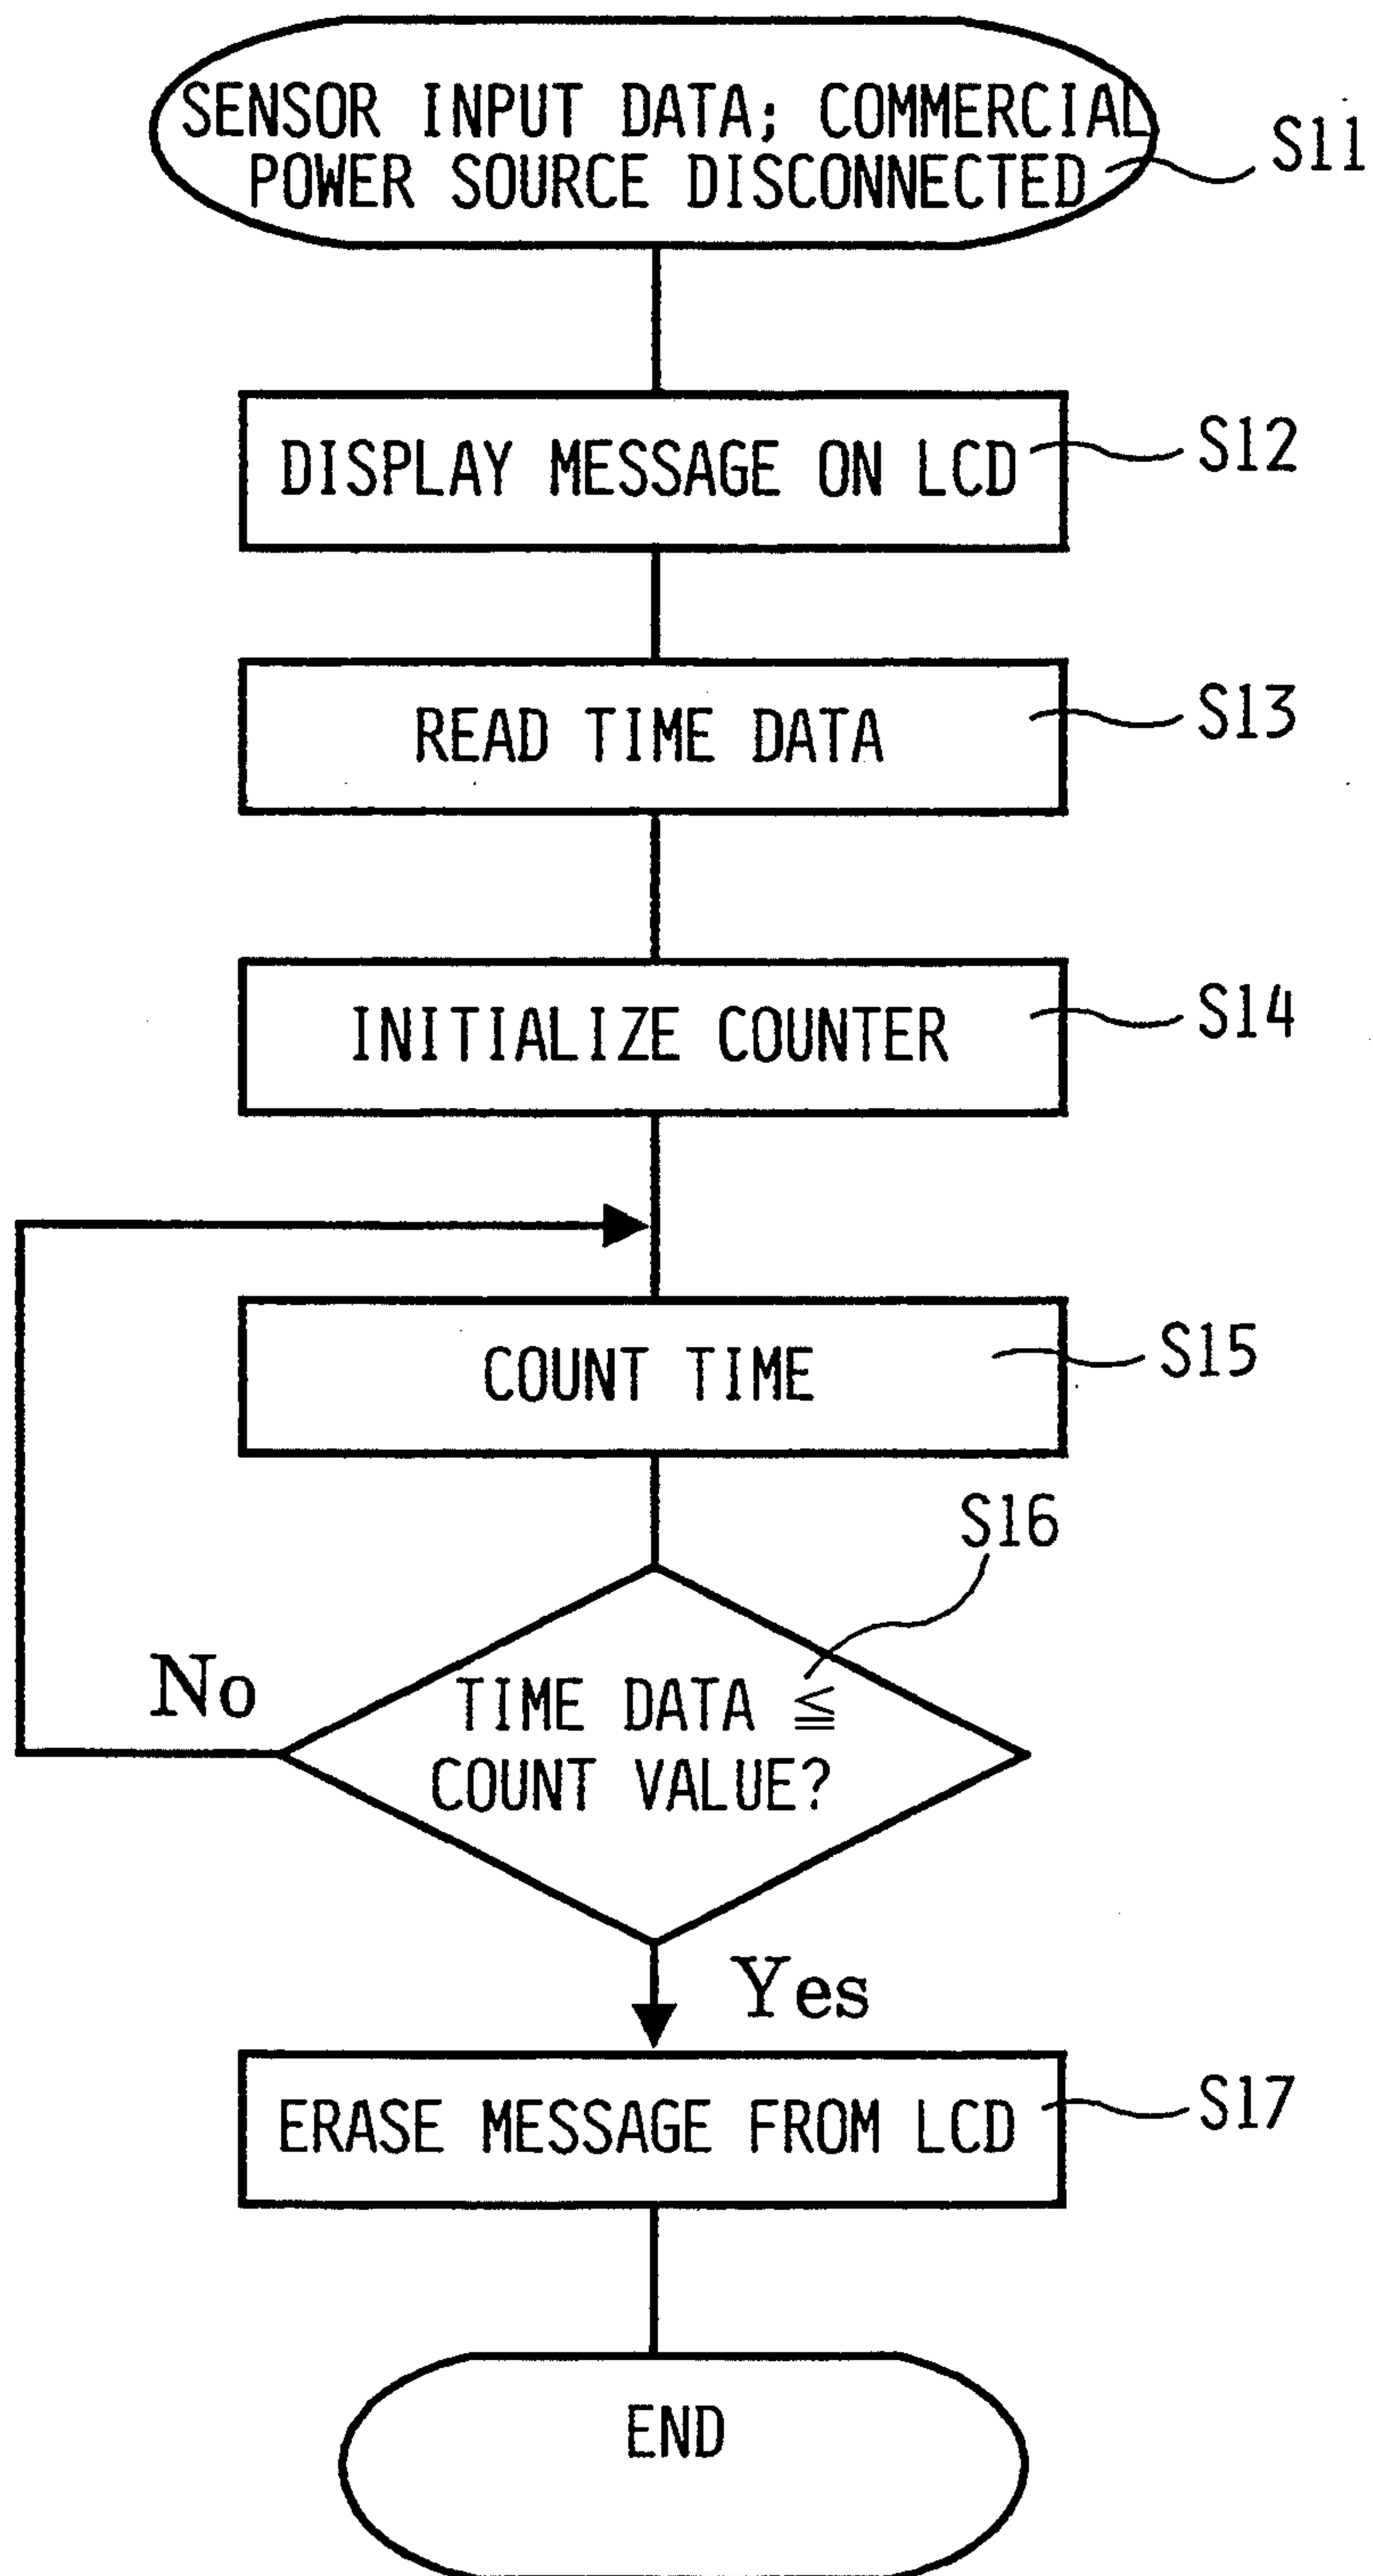 SENSOR INPUT DATA; COMMERCIAL
POWER SOURCE DISCONNECTED
S11
DISPLAY MESSAGE ON LCD
S12
READ TIME DATA
S13
INITIALIZE COUNTER
S14
COUNT TIME
S15
S16
TIME DATA ≦
COUNT VALUE?
No
Yes
ERASE MESSAGE FROM LCD
S17
END